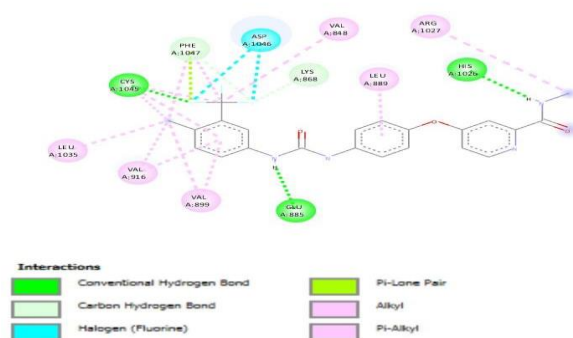 VAL
A:848
ARG
A:1027
ASP
A:1046
PHE
A:1047
HIS
A:1026
LYS
A:868
LEU
A:889
CYS
A:1045
LEU
A:1035
VAL
A:916
VAL
A:899
GLU
A:885
Interactions
Conventional Hydrogen Bond
Carbon Hydrogen Bond
Halogen (Fluorine)
Pi-Lone Pair
Alkyl
Pi-Alkyl